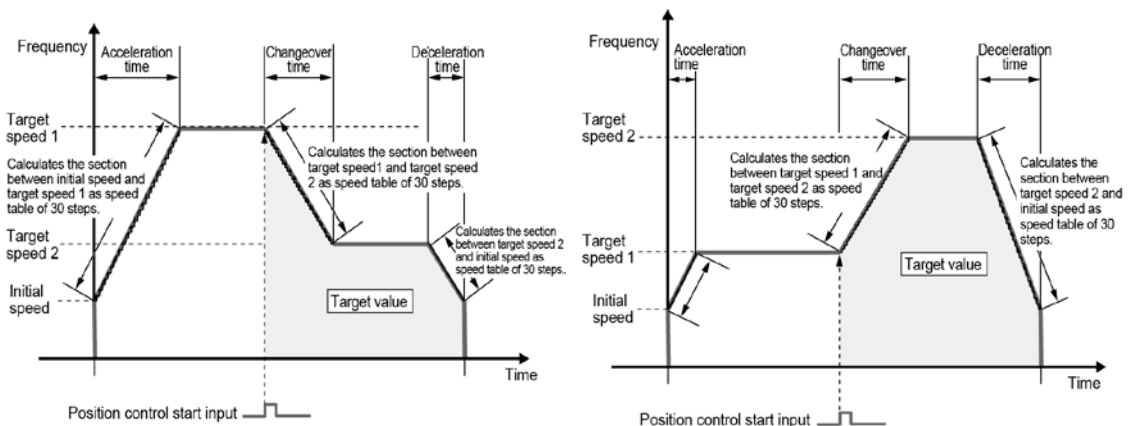 Frequency
Acceleration
time
Changeover
time
Deceleration
time
Target
speed 1
Calculates the section
between initial speed and
target speed 1 as speed
table of 30 steps.
Calculates the section between
target speed1 and target speed
2 as speed table of 30 steps.
Target
speed 2
Calculates the section
between target speed 2
and initial speed as
speed table of 30 steps..
Initial
speed
Target value
Time
Position control start input
Frequency
Acceleration
time
Changeover
time
Deceleration
time
Target
speed 2
Calculates the section
between target speed 1 and
target speed 2 as speed
table of 30 steps.
Calculates the
section between
target speed 2 and
initial speed as
speed table of 30
steps.
Target
speed 1
Target value
Initial
speed
Time
Position control start input